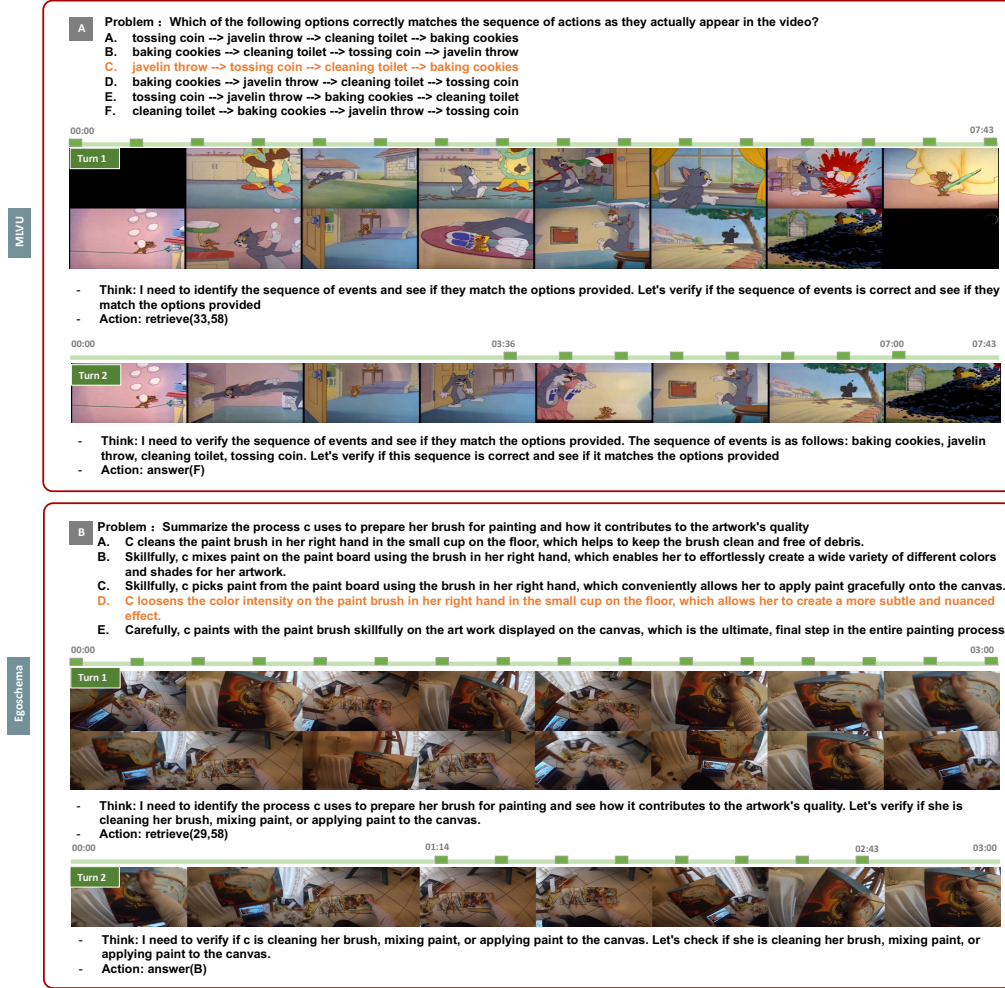 A
Problem : Which of the following options correctly matches the sequence of actions as they actually appear in the video?
A. tossing coin --> javelin throw --> cleaning toilet --> baking cookies
B. baking cookies --> cleaning toilet --> tossing coin --> javelin throw
C. javelin throw --> tossing coin --> cleaning toilet --> baking cookies
D. baking cookies --> javelin throw --> cleaning toilet --> tossing coin
E. tossing coin --> javelin throw --> baking cookies --> cleaning toilet
F. cleaning toilet --> baking cookies --> javelin throw --> tossing coin
00:00 07:43
Turn 1
MLVU
- Think: I need to identify the sequence of events and see if they match the options provided. Let's verify if the sequence of events is correct and see if they
match the options provided
- Action: retrieve(33,58)
00:00 03:36 07:00 07:43
Turn 2
- Think: I need to verify the sequence of events and see if they match the options provided. The sequence of events is as follows: baking cookies, javelin
throw, cleaning toilet, tossing coin. Let's verify if this sequence is correct and see if it matches the options provided
- Action: answer(F)
B
Problem : Summarize the process c uses to prepare her brush for painting and how it contributes to the artwork's quality
A. C cleans the paint brush in her right hand in the small cup on the floor, which helps to keep the brush clean and free of debris.
B. Skillfully, c mixes paint on the paint board using the brush in her right hand, which enables her to effortlessly create a wide variety of different colors
and shades for her artwork.
C. Skillfully, c picks paint from the paint board using the brush in her right hand, which conveniently allows her to apply paint gracefully onto the canvas.
D. C loosens the color intensity on the paint brush in her right hand in the small cup on the floor, which allows her to create a more subtle and nuanced
effect.
E. Carefully, c paints with the paint brush skillfully on the art work displayed on the canvas, which is the ultimate, final step in the entire painting process
00:00 03:00
Turn 1
Egoschema
- Think: I need to identify the process c uses to prepare her brush for painting and see how it contributes to the artwork's quality. Let's verify if she is
cleaning her brush, mixing paint, or applying paint to the canvas.
- Action: retrieve(29,58)
00:00 01:14 02:43 03:00
Turn 2
- Think: I need to verify if c is cleaning her brush, mixing paint, or applying paint to the canvas. Let's check if she is cleaning her brush, mixing paint, or
applying paint to the canvas.
- Action: answer(B)